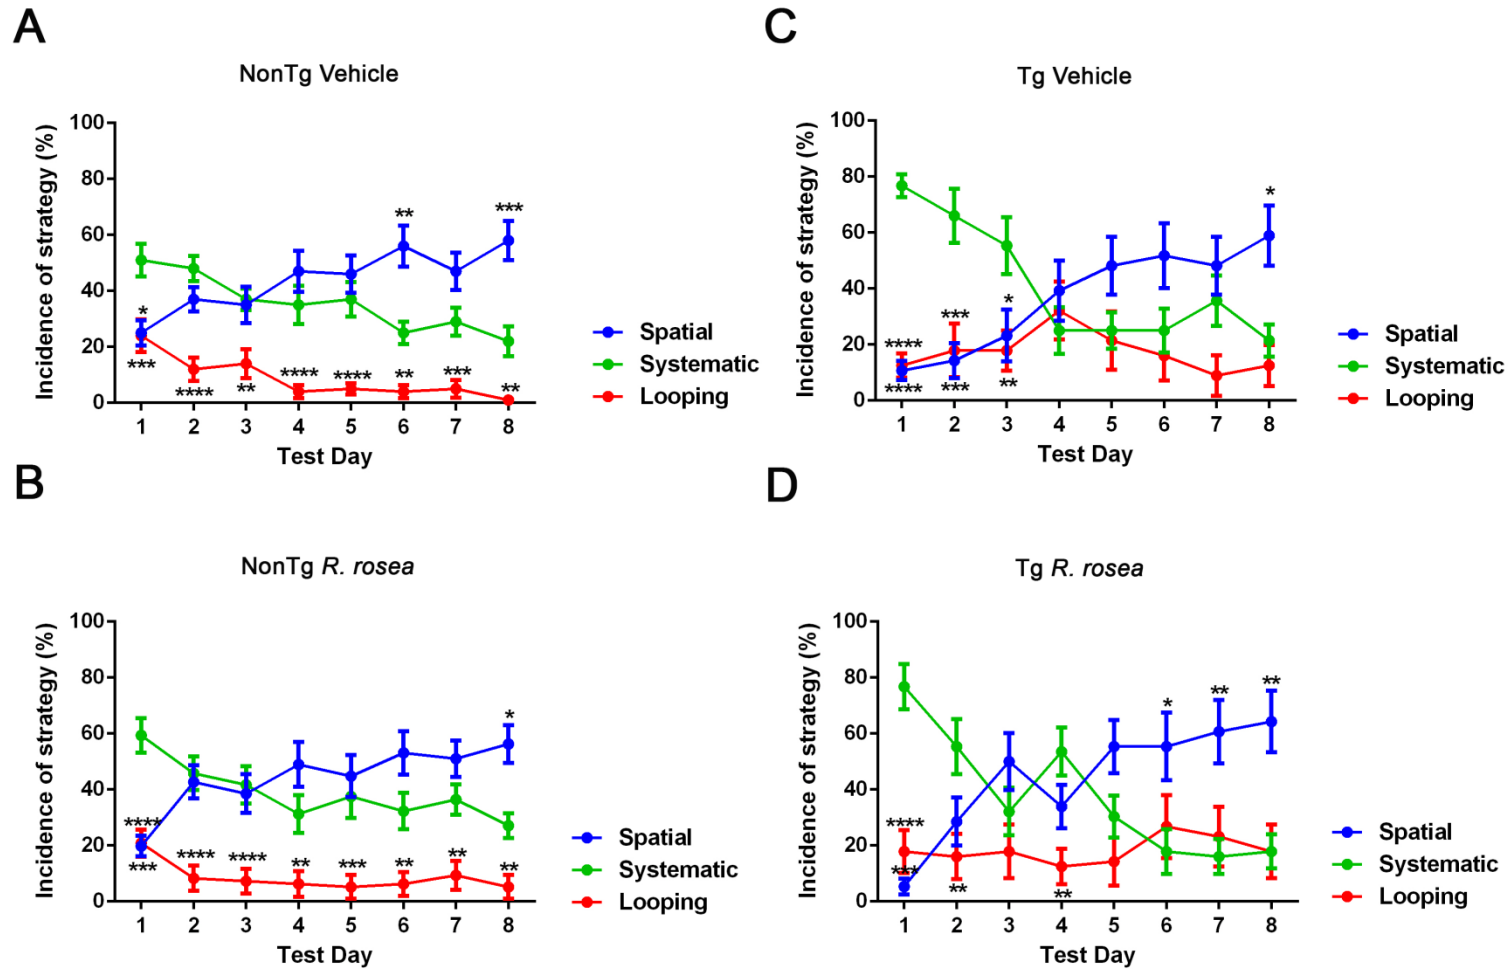 A
NonTg Vehicle
Incidence of strategy (%)
100
80
60
40
20
0
* *** **** ** **** **** ** ** *** *** **
1 2 3 4 5 6 7 8
Test Day
Spatial
Systematic
Looping
C
Tg Vehicle
Incidence of strategy (%)
100
80
60
40
20
0
**** **** *** *** * ** *
1 2 3 4 5 6 7 8
Test Day
Spatial
Systematic
Looping
B
NonTg R. rosea
Incidence of strategy (%)
100
80
60
40
20
0
**** *** **** **** ** *** ** ** * **
1 2 3 4 5 6 7 8
Test Day
Spatial
Systematic
Looping
D
Tg R. rosea
Incidence of strategy (%)
100
80
60
40
20
0
**** *** ** ** * ** **
1 2 3 4 5 6 7 8
Test Day
Spatial
Systematic
Looping